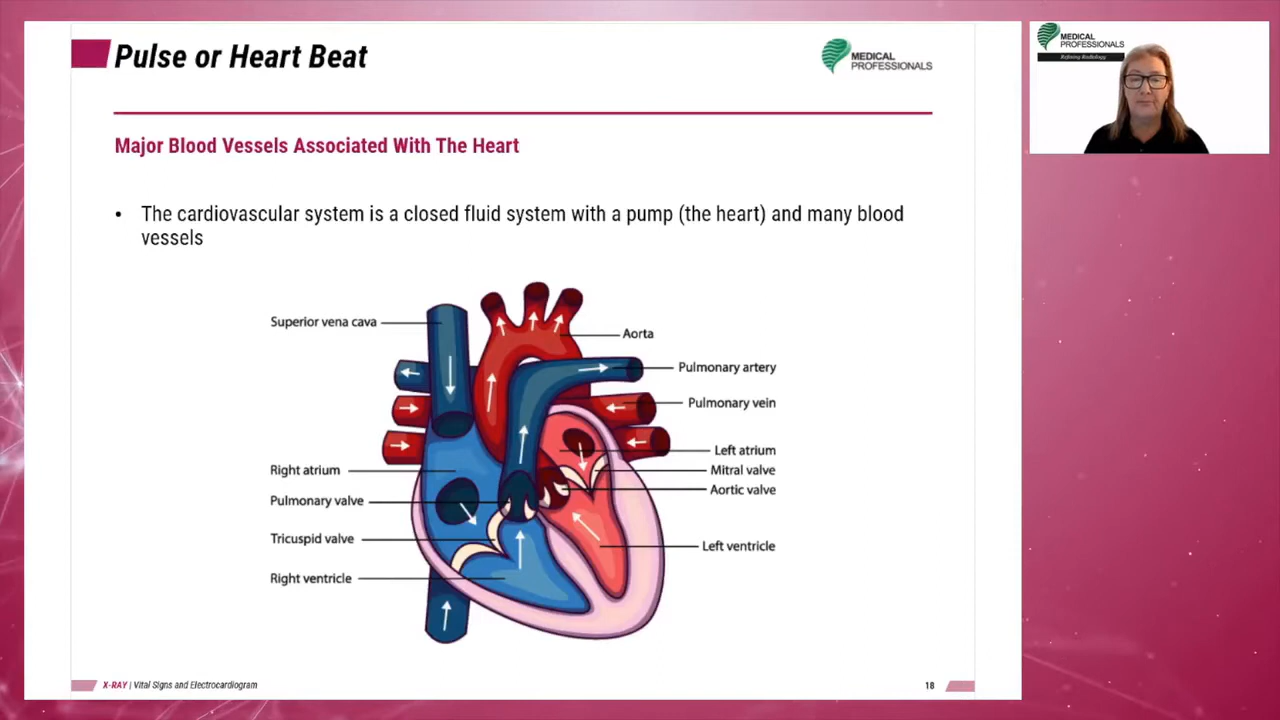 Pulse or Heart Beat
MEDICAL
PROFESSIONALS
MEDICAL
PROFESSIONALS
Refining Radiology
Major Blood Vessels Associated With The Heart
• The cardiovascular system is a closed fluid system with a pump (the heart) and many blood
vessels
Superior vena cava
Aorta
Pulmonary artery
Pulmonary vein
Left atrium
Right atrium
Mitral valve
Aortic valve
Pulmonary valve
Tricuspid valve
Left ventricle
Right ventricle
X-RAY | Vital Signs and Electrocardiogram
18